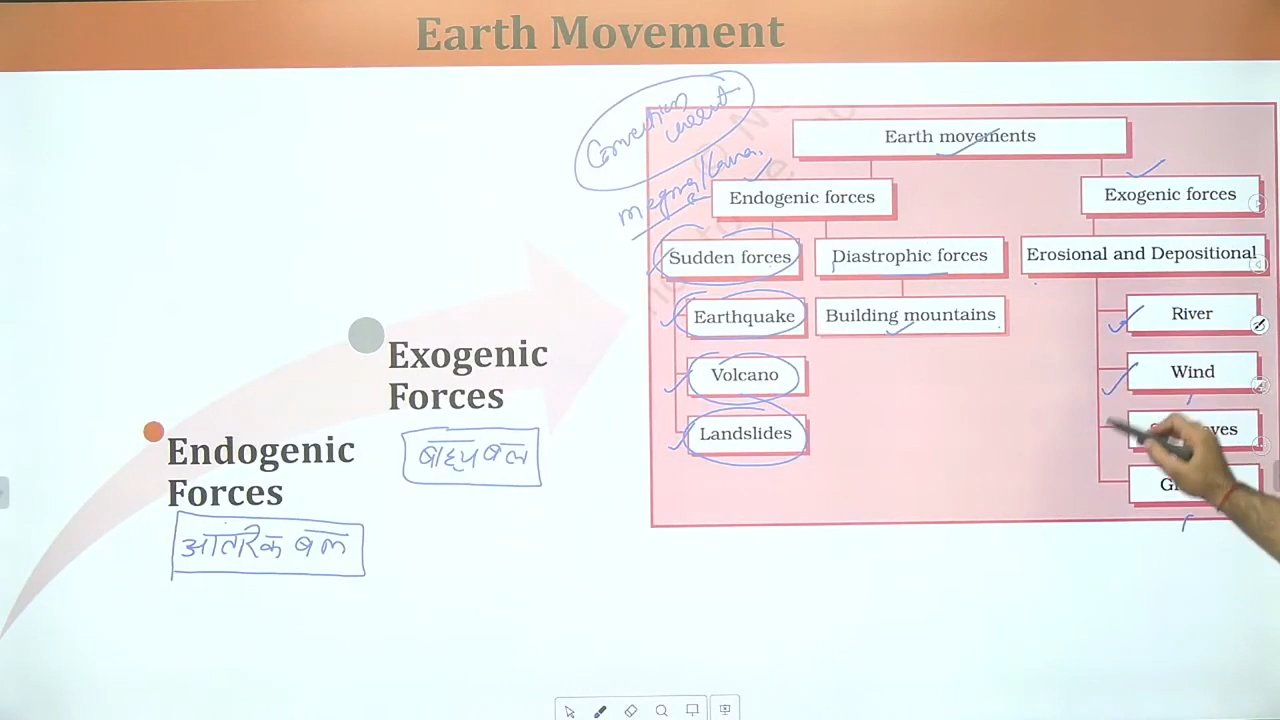 Earth Movement
Convection
current
magma/lava.
Earth movements
Endogenic forces
Exogenic forces
Sudden forces
Diastrophic forces
Erosional and Depositional
Earthquake
Building mountains
River
Volcano
Wind
Landslides
Exogenic
Forces
बाह्य बल
Endogenic
Forces
आंतरिक बल